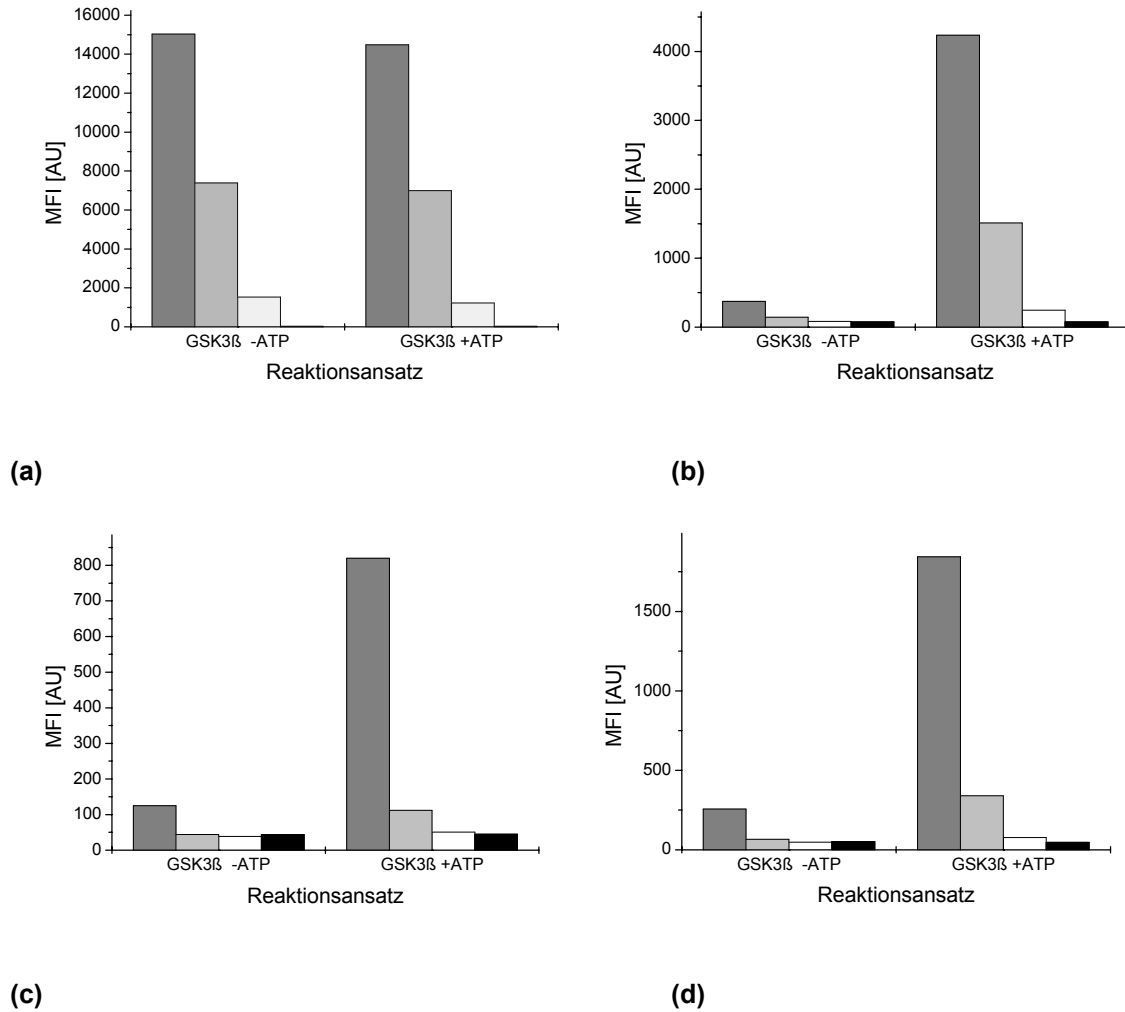 16000
14000
12000
10000
8000
6000
4000
2000
0
MFI [AU]
GSK3ß -ATP GSK3ß +ATP
Reaktionsansatz
(a)
4000
3000
2000
1000
0
MFI [AU]
GSK3ß -ATP GSK3ß +ATP
Reaktionsansatz
(b)
800
700
600
500
400
300
200
100
0
MFI [AU]
GSK3ß -ATP GSK3ß +ATP
Reaktionsansatz
(c)
1500
1000
500
0
MFI [AU]
GSK3ß -ATP GSK3ß +ATP
Reaktionsansatz
(d)